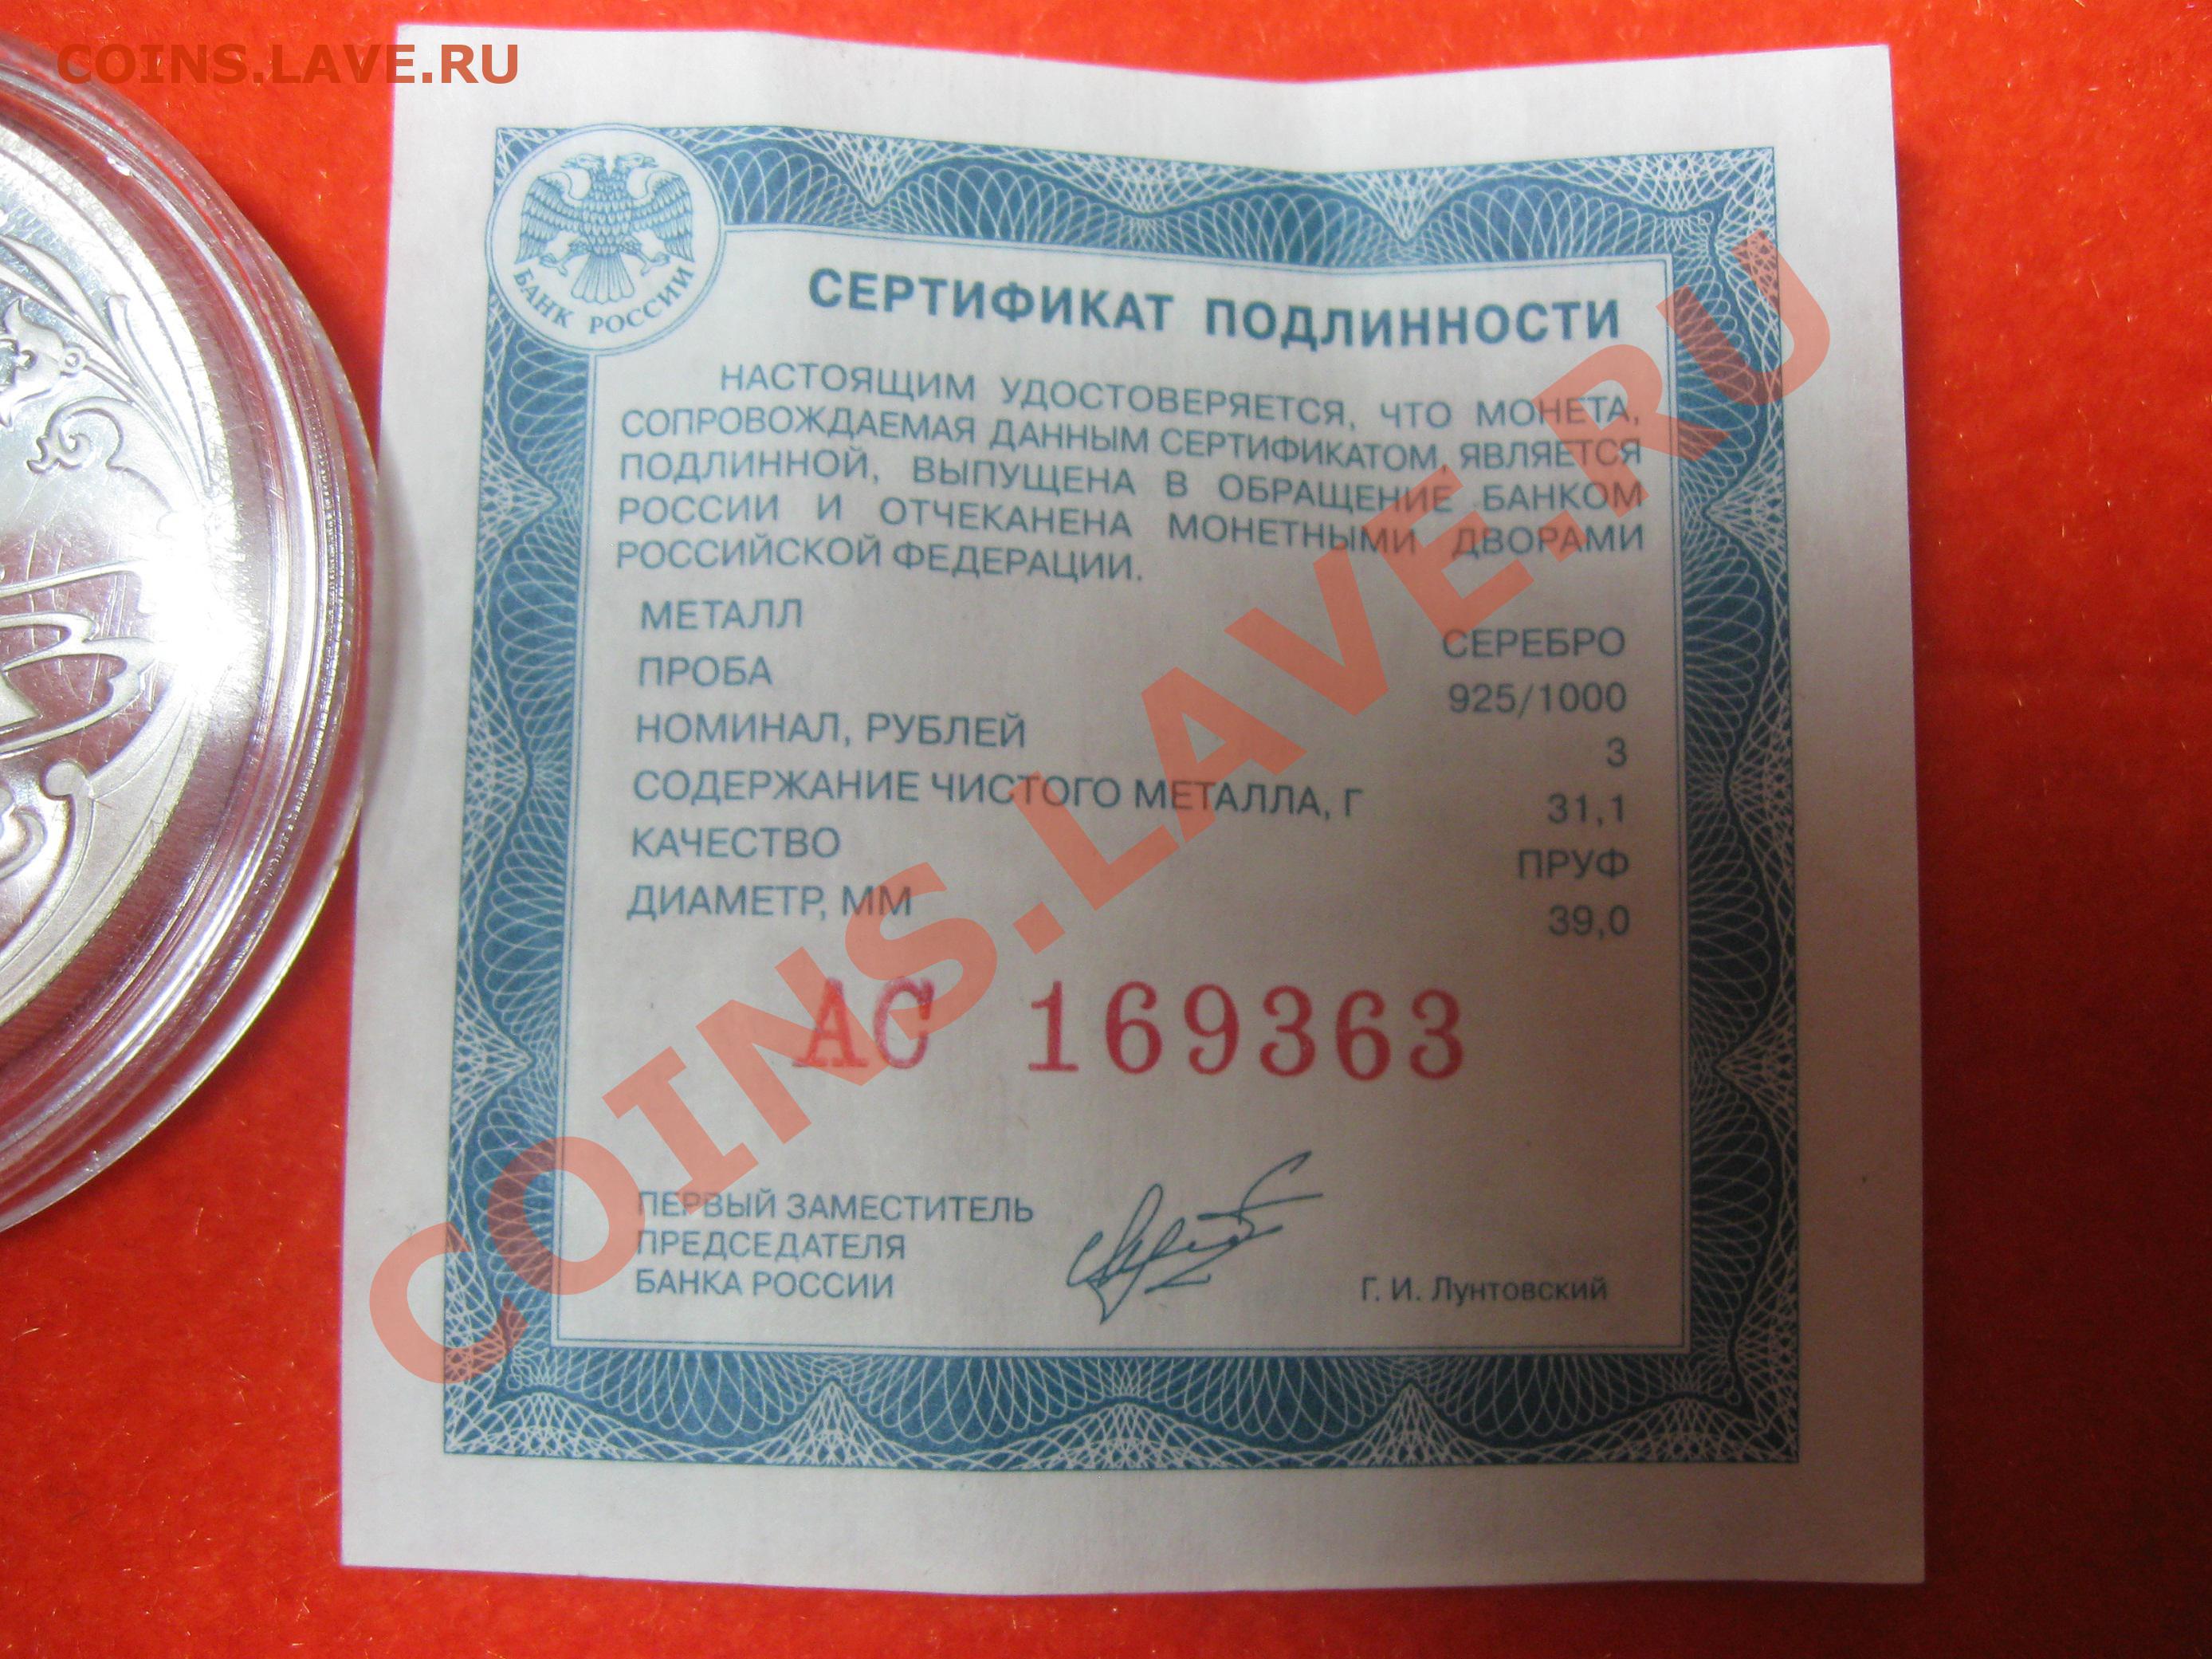 COINS.LAVE.RU
БАНК РОССИИ
СЕРТИФИКАТ ПОДЛИННОСТИ
НАСТОЯЩИМ УДОСТОВЕРЯЕТСЯ, ЧТО МОНЕТА,
СОПРОВОЖДАЕМАЯ ДАННЫМ СЕРТИФИКАТОМ, ЯВЛЯЕТСЯ
ПОДЛИННОЙ, ВЫПУЩЕНА В ОБРАЩЕНИЕ БАНКОМ
РОССИИ И ОТЧЕКАНЕНА МОНЕТНЫМИ ДВОРАМИ
РОССИЙСКОЙ ФЕДЕРАЦИИ.
МЕТАЛЛ СЕРЕБРО
ПРОБА 925/1000
НОМИНАЛ, РУБЛЕЙ 3
СОДЕРЖАНИЕ ЧИСТОГО МЕТАЛЛА, Г 31,1
КАЧЕСТВО ПРУФ
ДИАМЕТР, ММ 39,0
АС 169363
ПЕРВЫЙ ЗАМЕСТИТЕЛЬ
ПРЕДСЕДАТЕЛЯ
БАНКА РОССИИ
Г. И. Лунтовский
COINS.LAVE.RU